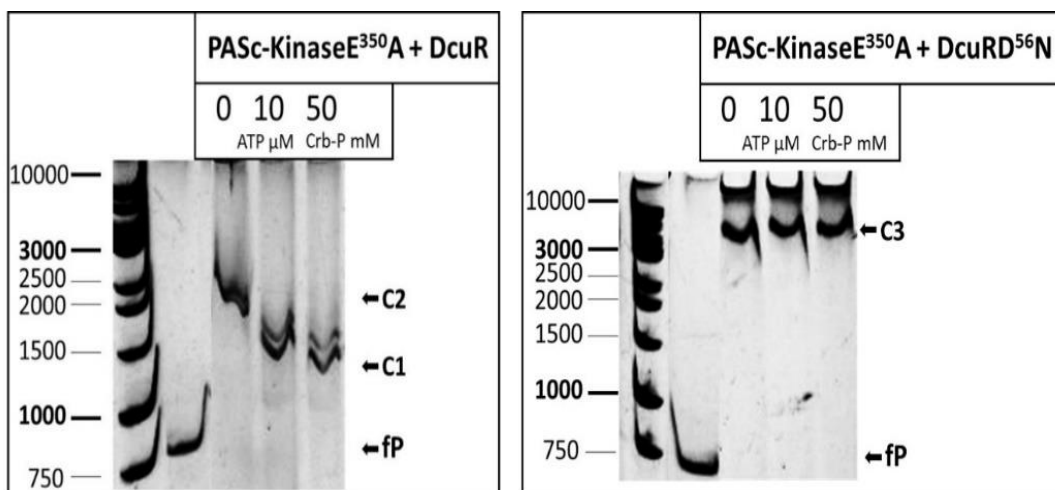 PASc-KinaseE³⁵⁰A + DcuR
0 10 50
ATP μM Crb-P mM
10000
3000
2500
2000
1500
1000
750
C2
C1
fP
PASc-KinaseE³⁵⁰A + DcuRD⁵⁶N
0 10 50
ATP μM Crb-P mM
10000
3000
2500
2000
1500
1000
750
C3
fP